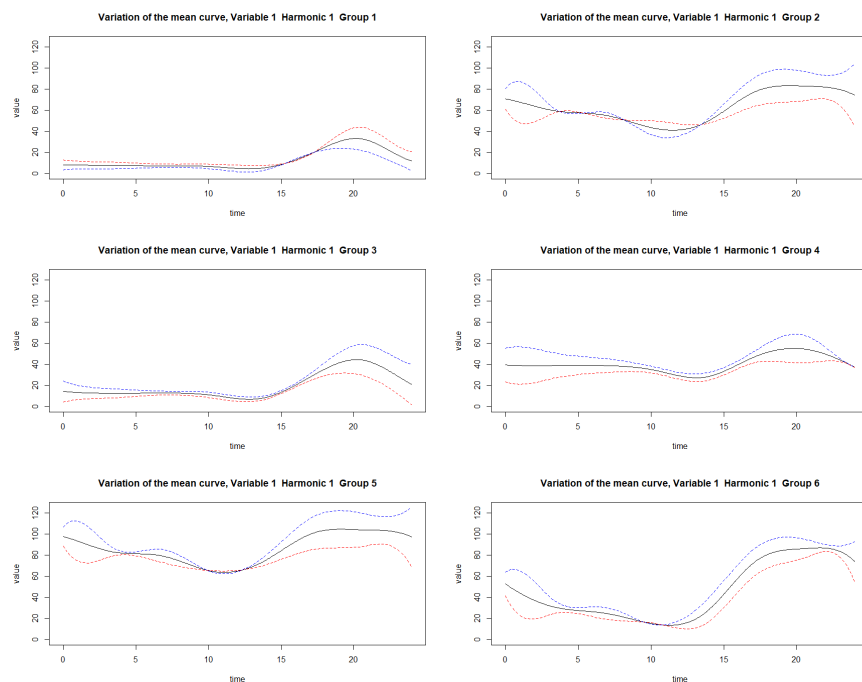 Variation of the mean curve, Variable 1 Harmonic 1 Group 1
value
0 20 40 60 80 100 120
0 5 10 15 20
time
Variation of the mean curve, Variable 1 Harmonic 1 Group 2
value
0 20 40 60 80 100 120
0 5 10 15 20
time
Variation of the mean curve, Variable 1 Harmonic 1 Group 3
value
0 20 40 60 80 100 120
0 5 10 15 20
time
Variation of the mean curve, Variable 1 Harmonic 1 Group 4
value
0 20 40 60 80 100 120
0 5 10 15 20
time
Variation of the mean curve, Variable 1 Harmonic 1 Group 5
value
0 20 40 60 80 100 120
0 5 10 15 20
time
Variation of the mean curve, Variable 1 Harmonic 1 Group 6
value
0 20 40 60 80 100 120
0 5 10 15 20
time